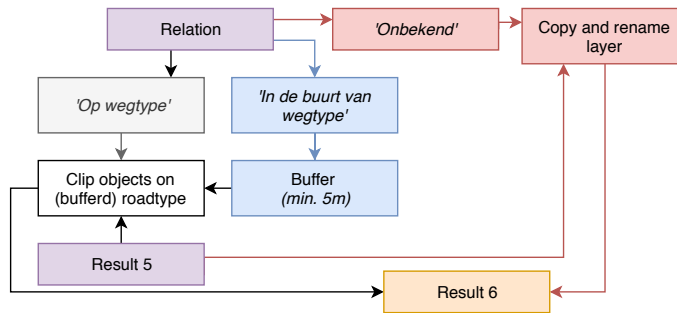 Relation
'Onbekend'
Copy and rename
layer
'Op wegtype'
'In de buurt van
wegtype'
Clip objects on
(bufferd) roadtype
Buffer
(min. 5m)
Result 5
Result 6